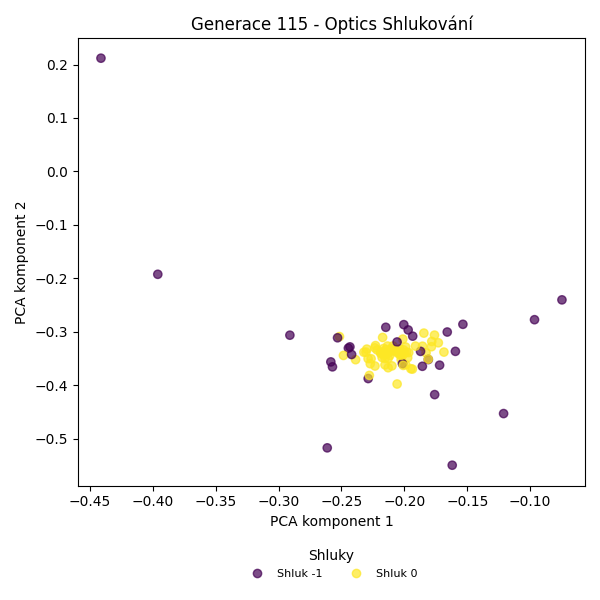 Generace 115 - Optics Shlukování
0.2
0.1
0.0
−0.1
−0.2
−0.3
−0.4
−0.5
PCA komponent 2
−0.45
−0.40
−0.35
−0.30
−0.25
−0.20
−0.15
−0.10
PCA komponent 1
Shluky
Shluk -1
Shluk 0